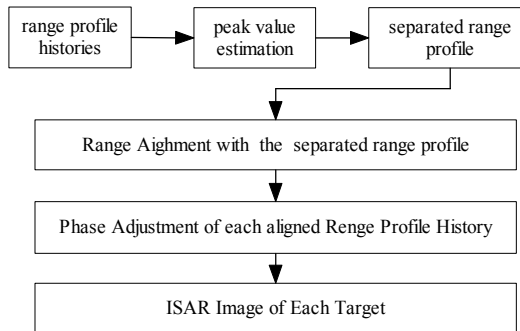 range profile
histories
peak value
estimation
separated range
profile
Range Aighment with the separated range profile
Phase Adjustment of each aligned Renge Profile History
ISAR Image of Each Target